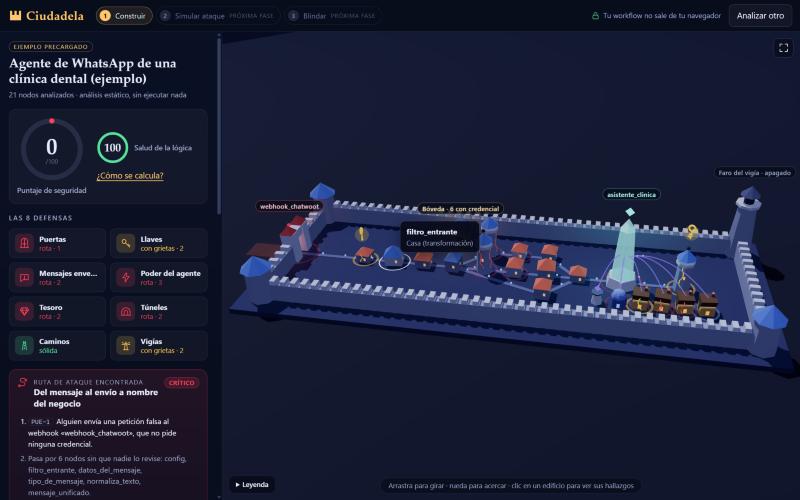 Ciudadela
1 Construir
2 Simular ataque PRÓXIMA FASE
3 Blindar PRÓXIMA FASE
Tu workflow no sale de tu navegador
Analizar otro
EJEMPLO PRECARGADO
Agente de WhatsApp de una
clínica dental (ejemplo)
21 nodos analizados · análisis estático, sin ejecutar nada
0
/100
Puntaje de seguridad
100
Salud de la lógica
¿Cómo se calcula?
LAS 8 DEFENSAS
Puertas
rota · 1
Llaves
con grietas · 2
Mensajes enve...
rota · 2
Poder del agente
rota · 3
Tesoro
rota · 2
Túneles
rota · 2
Caminos
sólida
Vigías
con grietas · 2
RUTA DE ATAQUE ENCONTRADA
CRÍTICO
Del mensaje al envío a nombre
del negocio
1. PUE-1 Alguien envía una petición falsa al
webhook «webhook_chatwoot», que no pide
ninguna credencial.
2. Pasa por 6 nodos sin que nadie lo revise: config,
filtro_entrante, datos_del_mensaje,
tipo_de_mensaje, normaliza_texto,
mensaje_unificado.
webhook_chatwoot
Bóveda · 6 con credencial
filtro_entrante
Casa (transformación)
asistente_clinica
Faro del vigía · apagado
Leyenda
Arrastra para girar · rueda para acercar · clic en un edificio para ver sus hallazgos